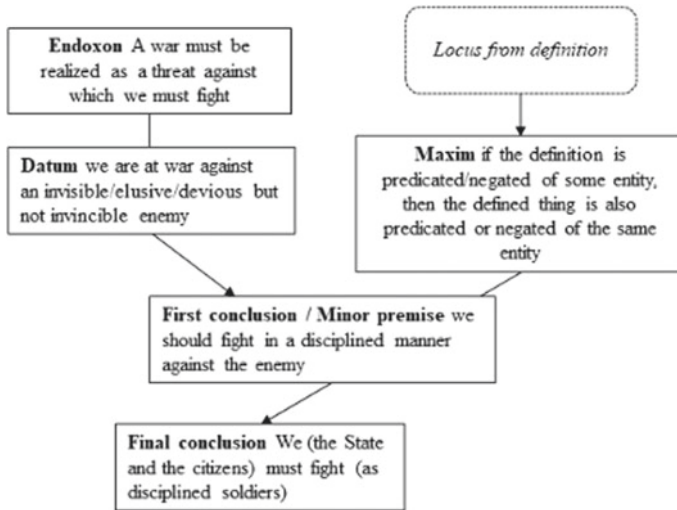 Endoxon A war must be
realized as a threat against
which we must fight
Locus from definition
Datum we are at war against
an invisible/elusive/devious but
not invincible enemy
Maxim if the definition is
predicated/negated of some entity,
then the defined thing is also
predicated or negated of the same
entity
First conclusion / Minor premise we
should fight in a disciplined manner
against the enemy
Final conclusion We (the State
and the citizens) must fight (as
disciplined soldiers)